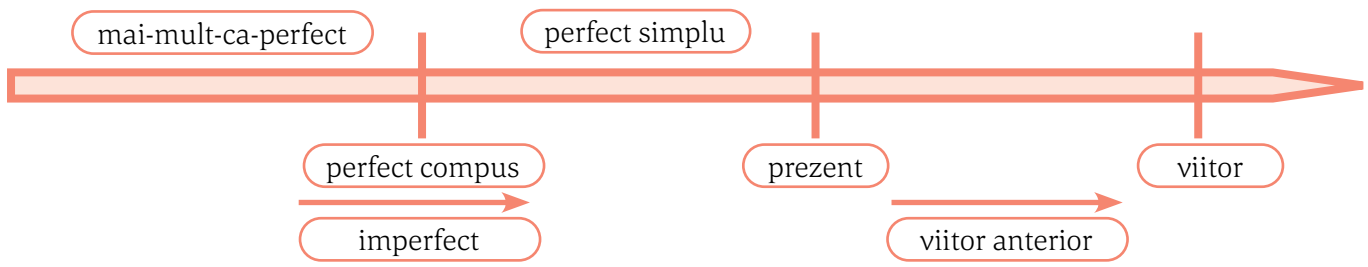 mai-mult-ca-perfect
perfect simplu
perfect compus
prezent
viitor
imperfect
viitor anterior